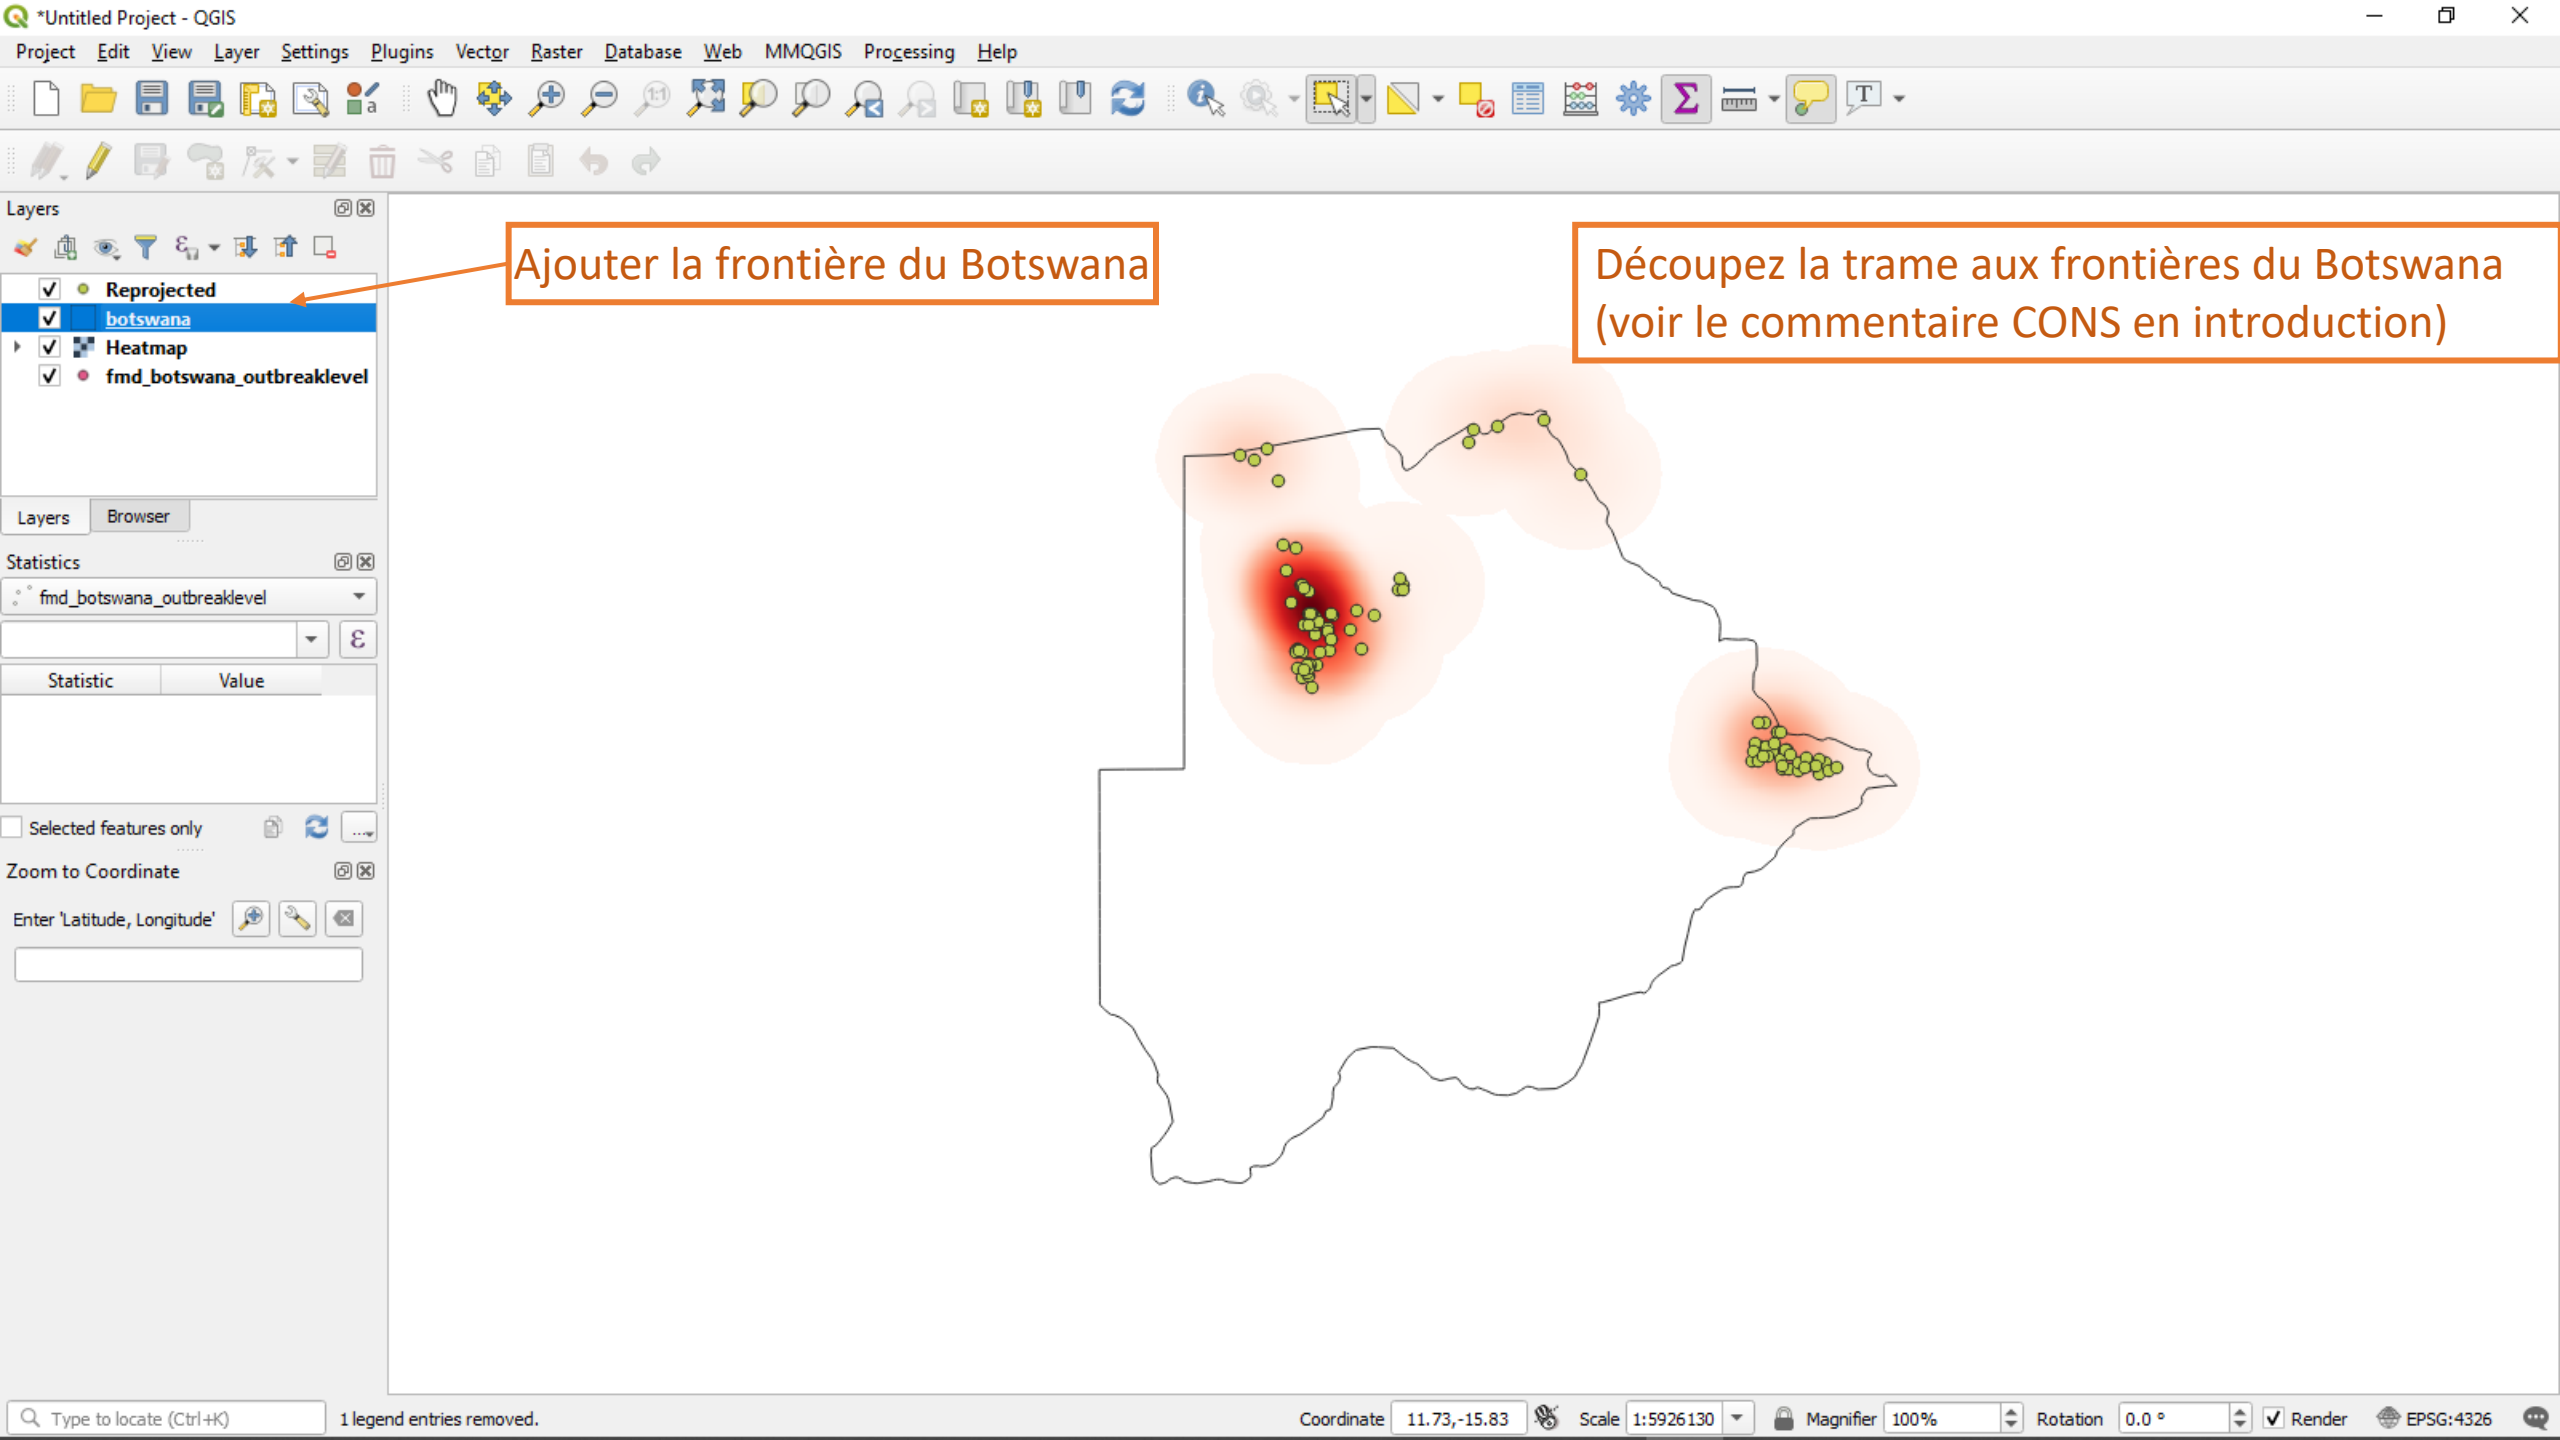 *Untitled Project - QGIS
Project Edit View Layer Settings Plugins Vector Raster Database Web MMQGIS Processing Help
Layers
Reprojected
botswana
Heatmap
fmd_botswana_outbreaklevel
Layers Browser
Statistics
fmd_botswana_outbreaklevel
ε
Statistic Value
Selected features only
...
Zoom to Coordinate
Enter 'Latitude, Longitude'
Ajouter la frontière du Botswana
Découpez la trame aux frontières du Botswana
(voir le commentaire CONS en introduction)
Type to locate (Ctrl+K) 1 legend entries removed. Coordinate 11.73,-15.83 Scale 1:5926130 Magnifier 100% Rotation 0.0 ° Render EPSG:4326